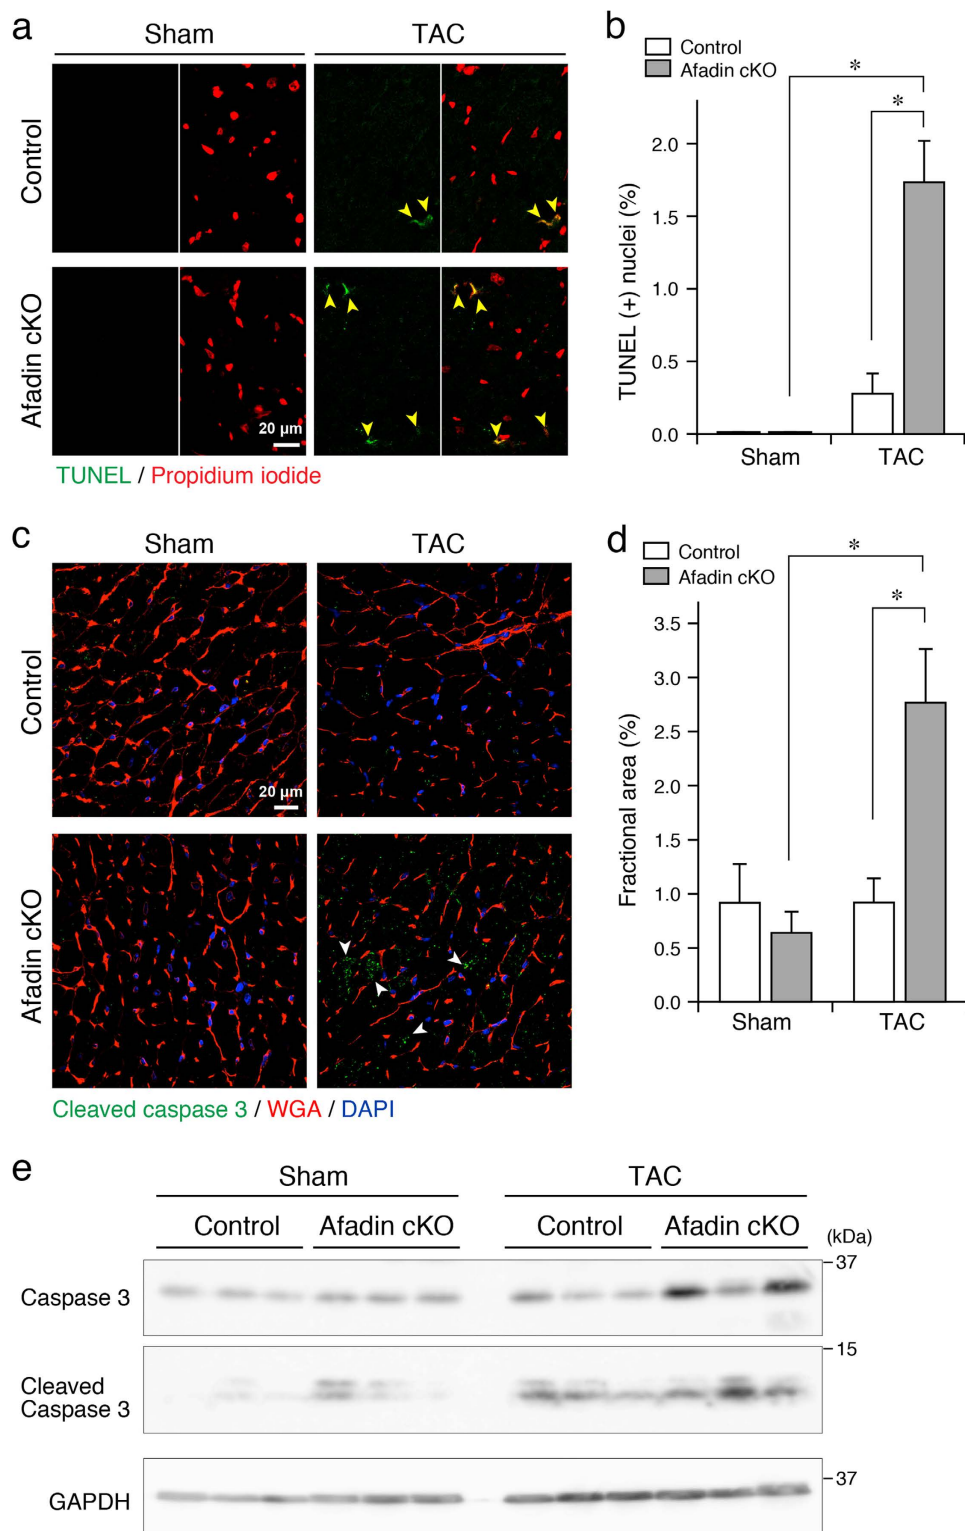 a
Sham
TAC
Control
Afadin cKO
20 µm
TUNEL / Propidium iodide
b
Control
Afadin cKO
*
*
TUNEL (+) nuclei (%)
2.0
1.5
1.0
0.5
0.0
Sham
TAC
c
Sham
TAC
Control
20 µm
Afadin cKO
Cleaved caspase 3 / WGA / DAPI
d
Control
Afadin cKO
*
*
Fractional area (%)
3.5
3.0
2.5
2.0
1.5
1.0
0.5
0.0
Sham
TAC
e
Sham
TAC
Control
Afadin cKO
Control
Afadin cKO
(kDa)
Caspase 3
37
Cleaved
Caspase 3
15
GAPDH
37